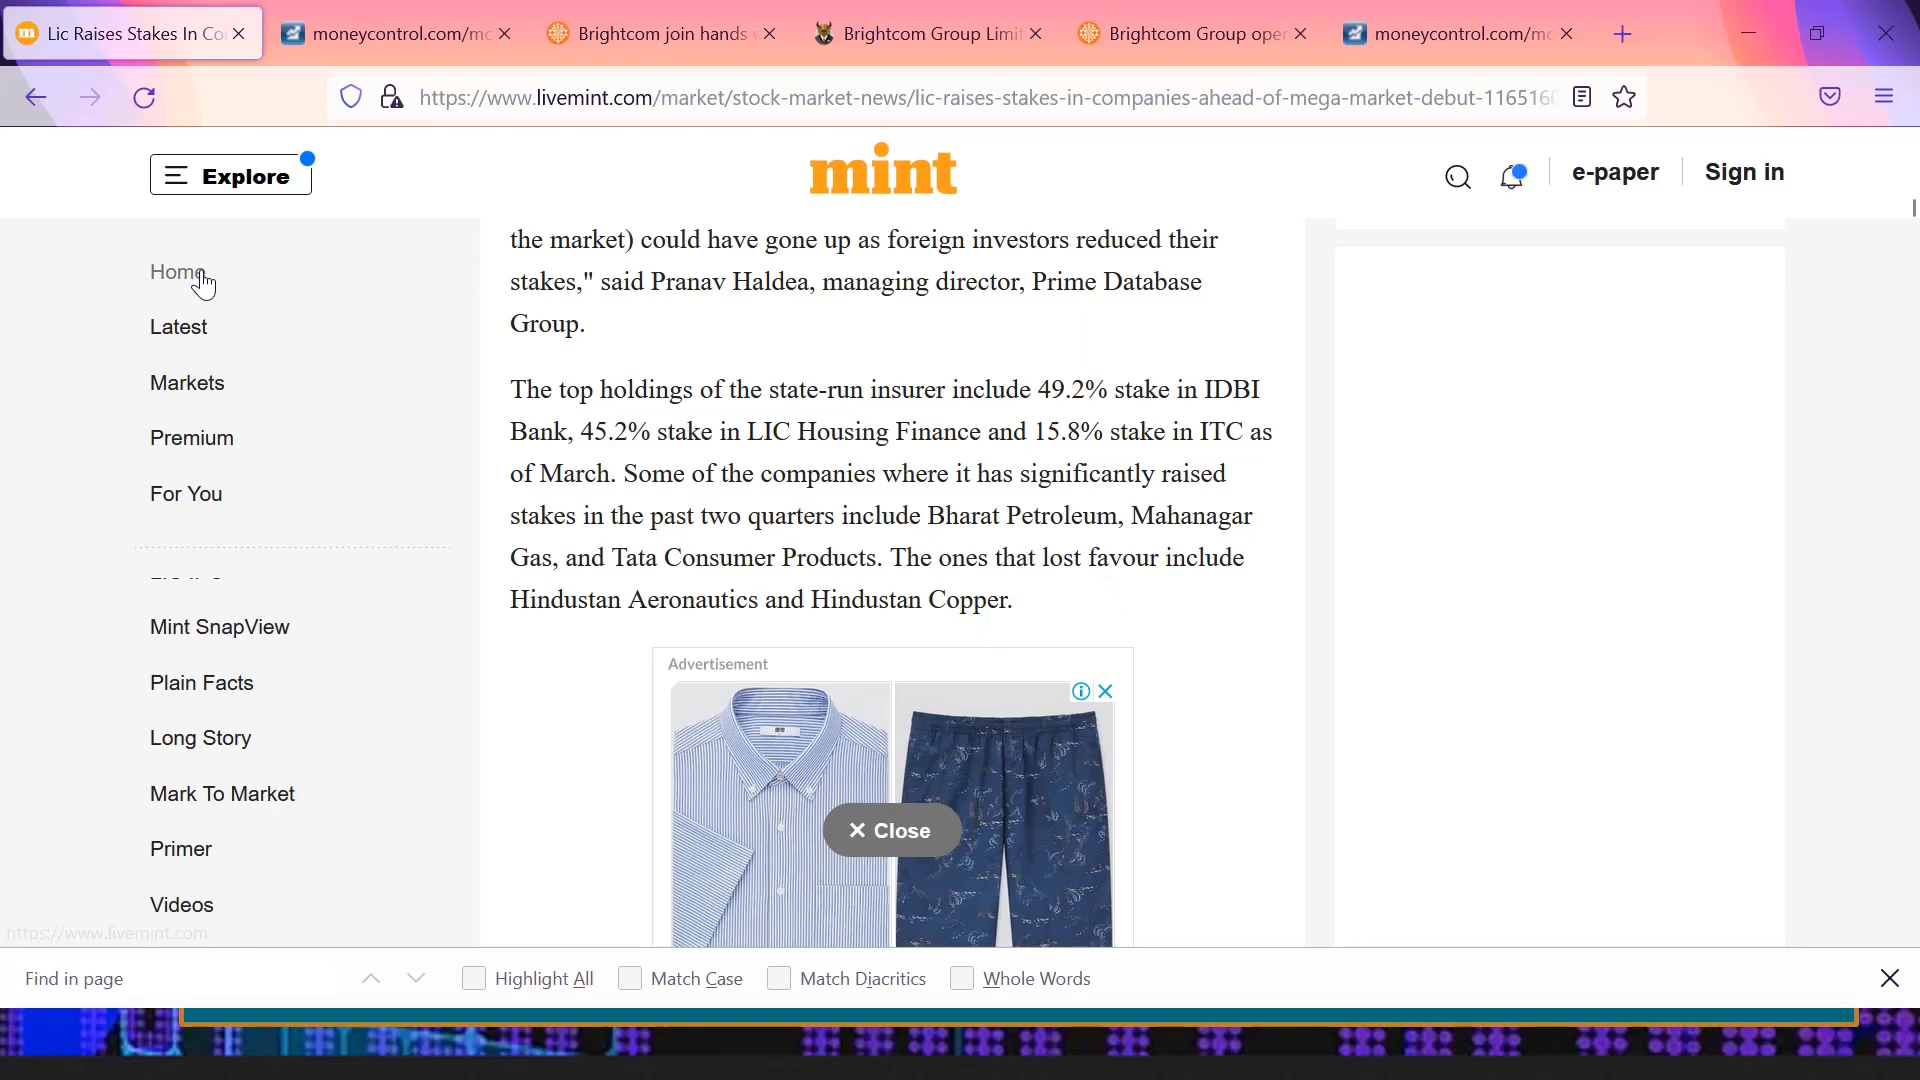 Lic Raises Stakes In Co
moneycontrol.com/mc
Brightcom join hands w
Brightcom Group Limit
Brightcom Group oper
moneycontrol.com/mc
https://www.livemint.com/market/stock-market-news/lic-raises-stakes-in-companies-ahead-of-mega-market-debut-1165160
Explore
mint
e-paper
Sign in
Home
Latest
Markets
Premium
For You
Mint SnapView
Plain Facts
Long Story
Mark To Market
Primer
Videos
the market) could have gone up as foreign investors reduced their
stakes," said Pranav Haldea, managing director, Prime Database
Group.
The top holdings of the state-run insurer include 49.2% stake in IDBI
Bank, 45.2% stake in LIC Housing Finance and 15.8% stake in ITC as
of March. Some of the companies where it has significantly raised
stakes in the past two quarters include Bharat Petroleum, Mahanagar
Gas, and Tata Consumer Products. The ones that lost favour include
Hindustan Aeronautics and Hindustan Copper.
Advertisement
Close
https://www.livemint.com
Find in page
Highlight All
Match Case
Match Diacritics
Whole Words